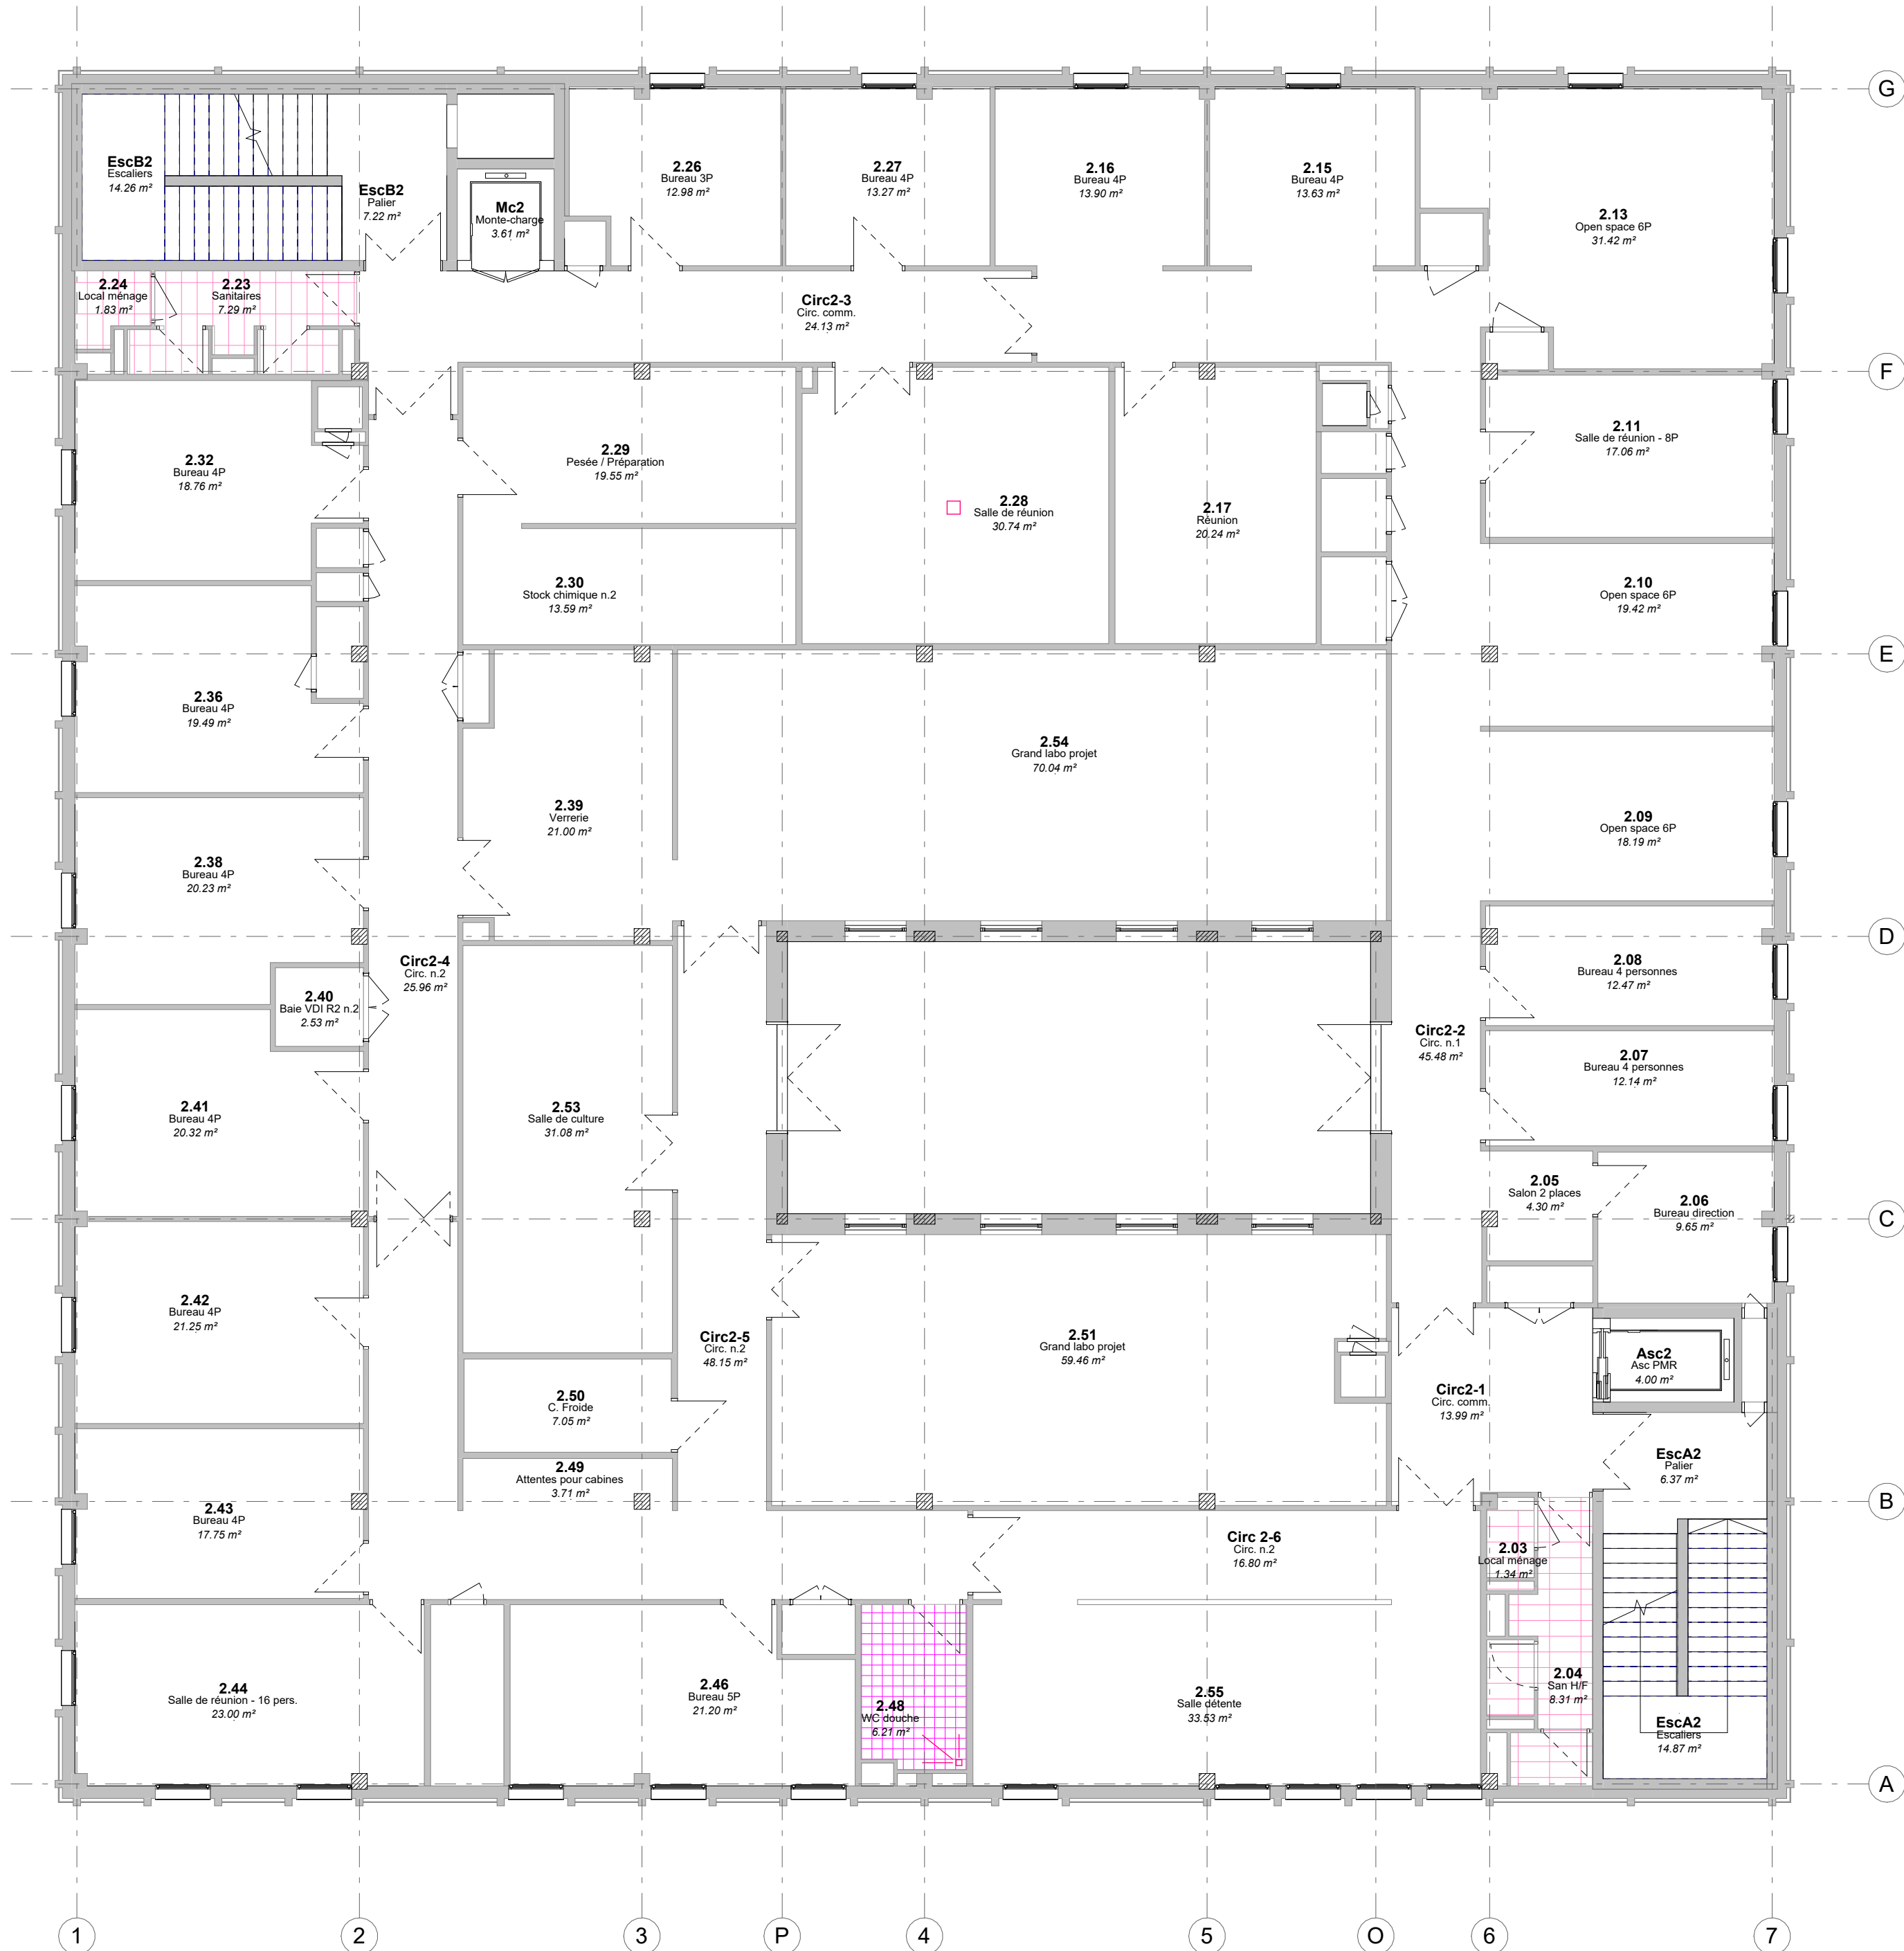 G
EscB2
Escaliers
14.26 m²
EscB2
Palier
7.22 m²
Mc2
Monte-charge
3.61 m²
2.26
Bureau 3P
12.98 m²
2.27
Bureau 4P
13.27 m²
2.16
Bureau 4P
13.90 m²
2.15
Bureau 4P
13.63 m²
2.13
Open space 6P
31.42 m²
2.24
Local ménage
1.83 m²
2.23
Sanitaires
7.29 m²
Circ2-3
Circ. comm.
24.13 m²
F
2.32
Bureau 4P
18.76 m²
2.29
Pesée / Préparation
19.55 m²
2.28
Salle de réunion
30.74 m²
2.17
Réunion
20.24 m²
2.11
Salle de réunion - 8P
17.06 m²
2.30
Stock chimique n.2
13.59 m²
2.10
Open space 6P
19.42 m²
E
2.36
Bureau 4P
19.49 m²
2.54
Grand labo projet
70.04 m²
2.39
Verrerie
21.00 m²
2.09
Open space 6P
18.19 m²
2.38
Bureau 4P
20.23 m²
D
Circ2-4
Circ. n.2
25.96 m²
2.08
Bureau 4 personnes
12.47 m²
2.40
Baie VDI R2 n.2
2.53 m²
Circ2-2
Circ. n.1
45.48 m²
2.07
Bureau 4 personnes
12.14 m²
2.41
Bureau 4P
20.32 m²
2.53
Salle de culture
31.08 m²
2.05
Salon 2 places
4.30 m²
2.06
Bureau direction
9.65 m²
C
2.42
Bureau 4P
21.25 m²
Circ2-5
Circ. n.2
48.15 m²
2.51
Grand labo projet
59.46 m²
Asc2
Asc PMR
4.00 m²
2.50
C. Froide
7.05 m²
Circ2-1
Circ. comm.
13.99 m²
2.49
Attentes pour cabines
3.71 m²
EscA2
Palier
6.37 m²
B
2.43
Bureau 4P
17.75 m²
Circ 2-6
Circ. n.2
16.80 m²
2.03
Local ménage
1.34 m²
2.44
Salle de réunion - 16 pers.
23.00 m²
2.46
Bureau 5P
21.20 m²
2.48
WC douche
6.21 m²
2.55
Salle détente
33.53 m²
2.04
San H/F
8.31 m²
EscA2
Escaliers
14.87 m²
A
1
2
3
P
4
5
O
6
7